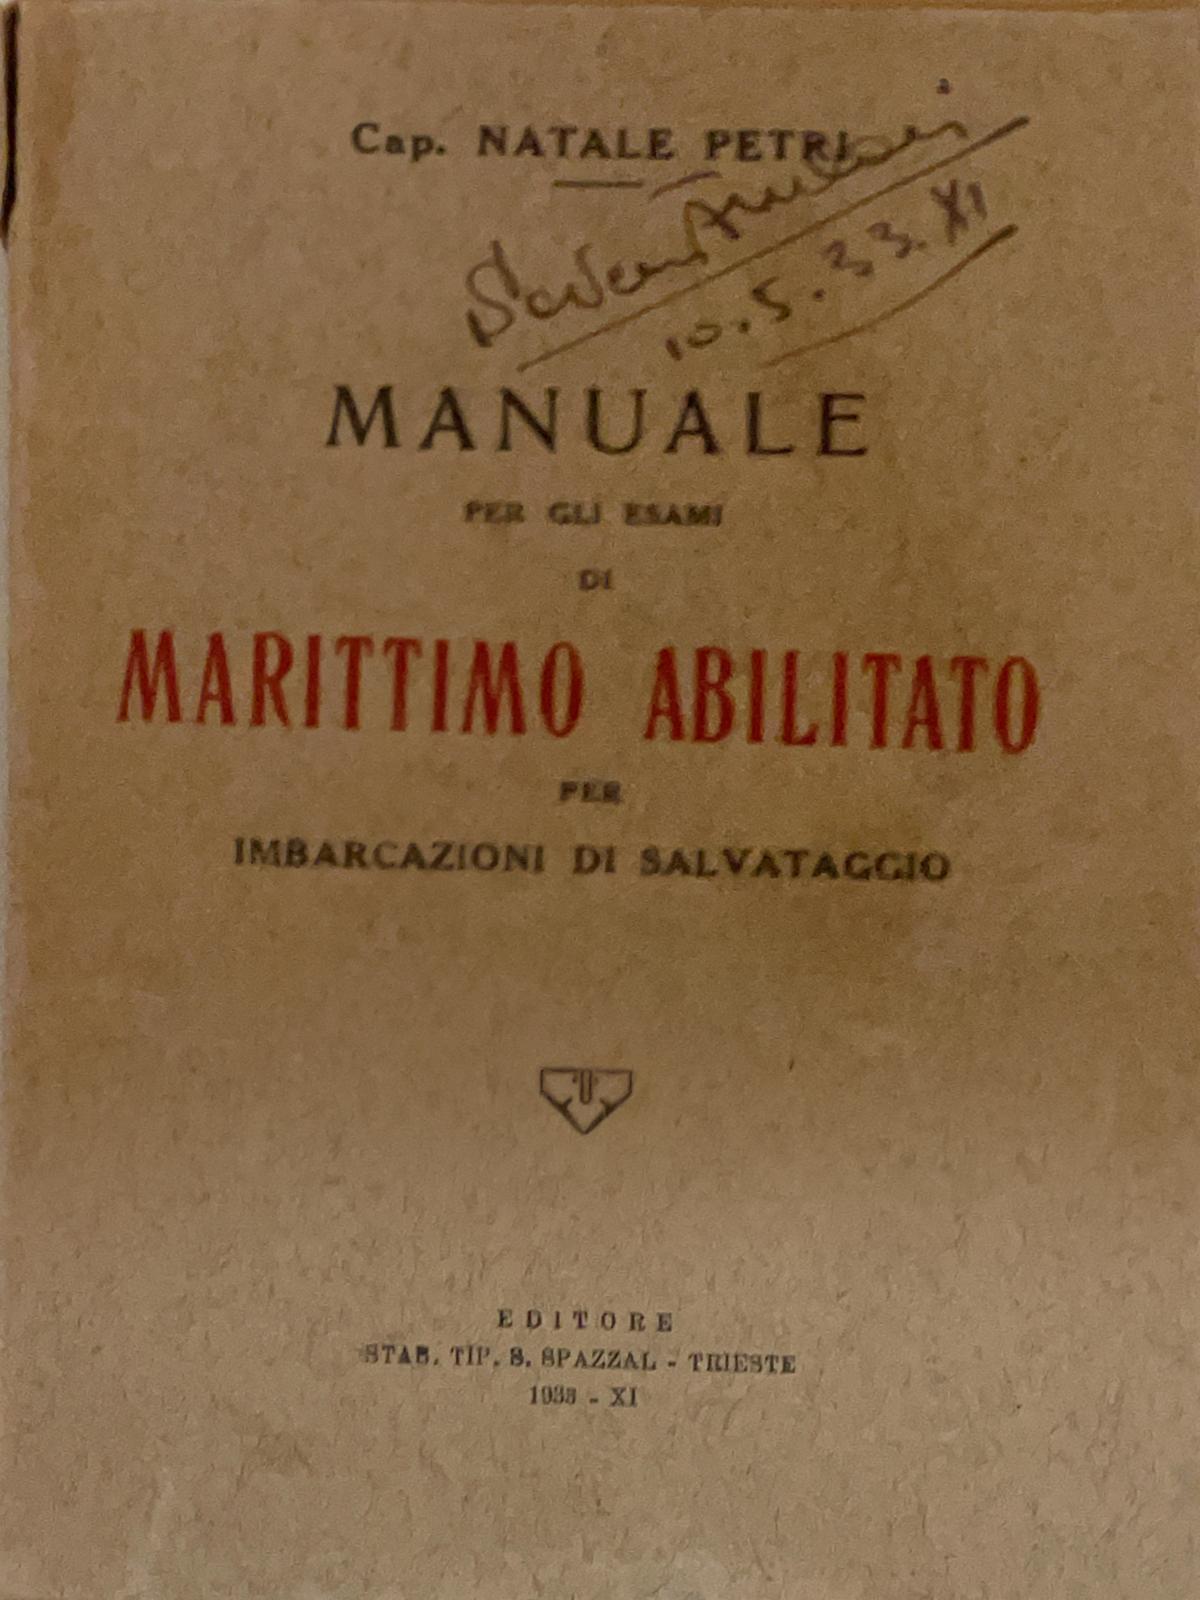 Cap. NATALE PETRI
10.5.33.XI
MANUALE
PER GLI ESAMI
DI
MARITTIMO ABILITATO
PER
IMBARCAZIONI DI SALVATAGGIO
EDITORE
STAB. TIP. S. SPAZZAL - TRIESTE
1933 - XI